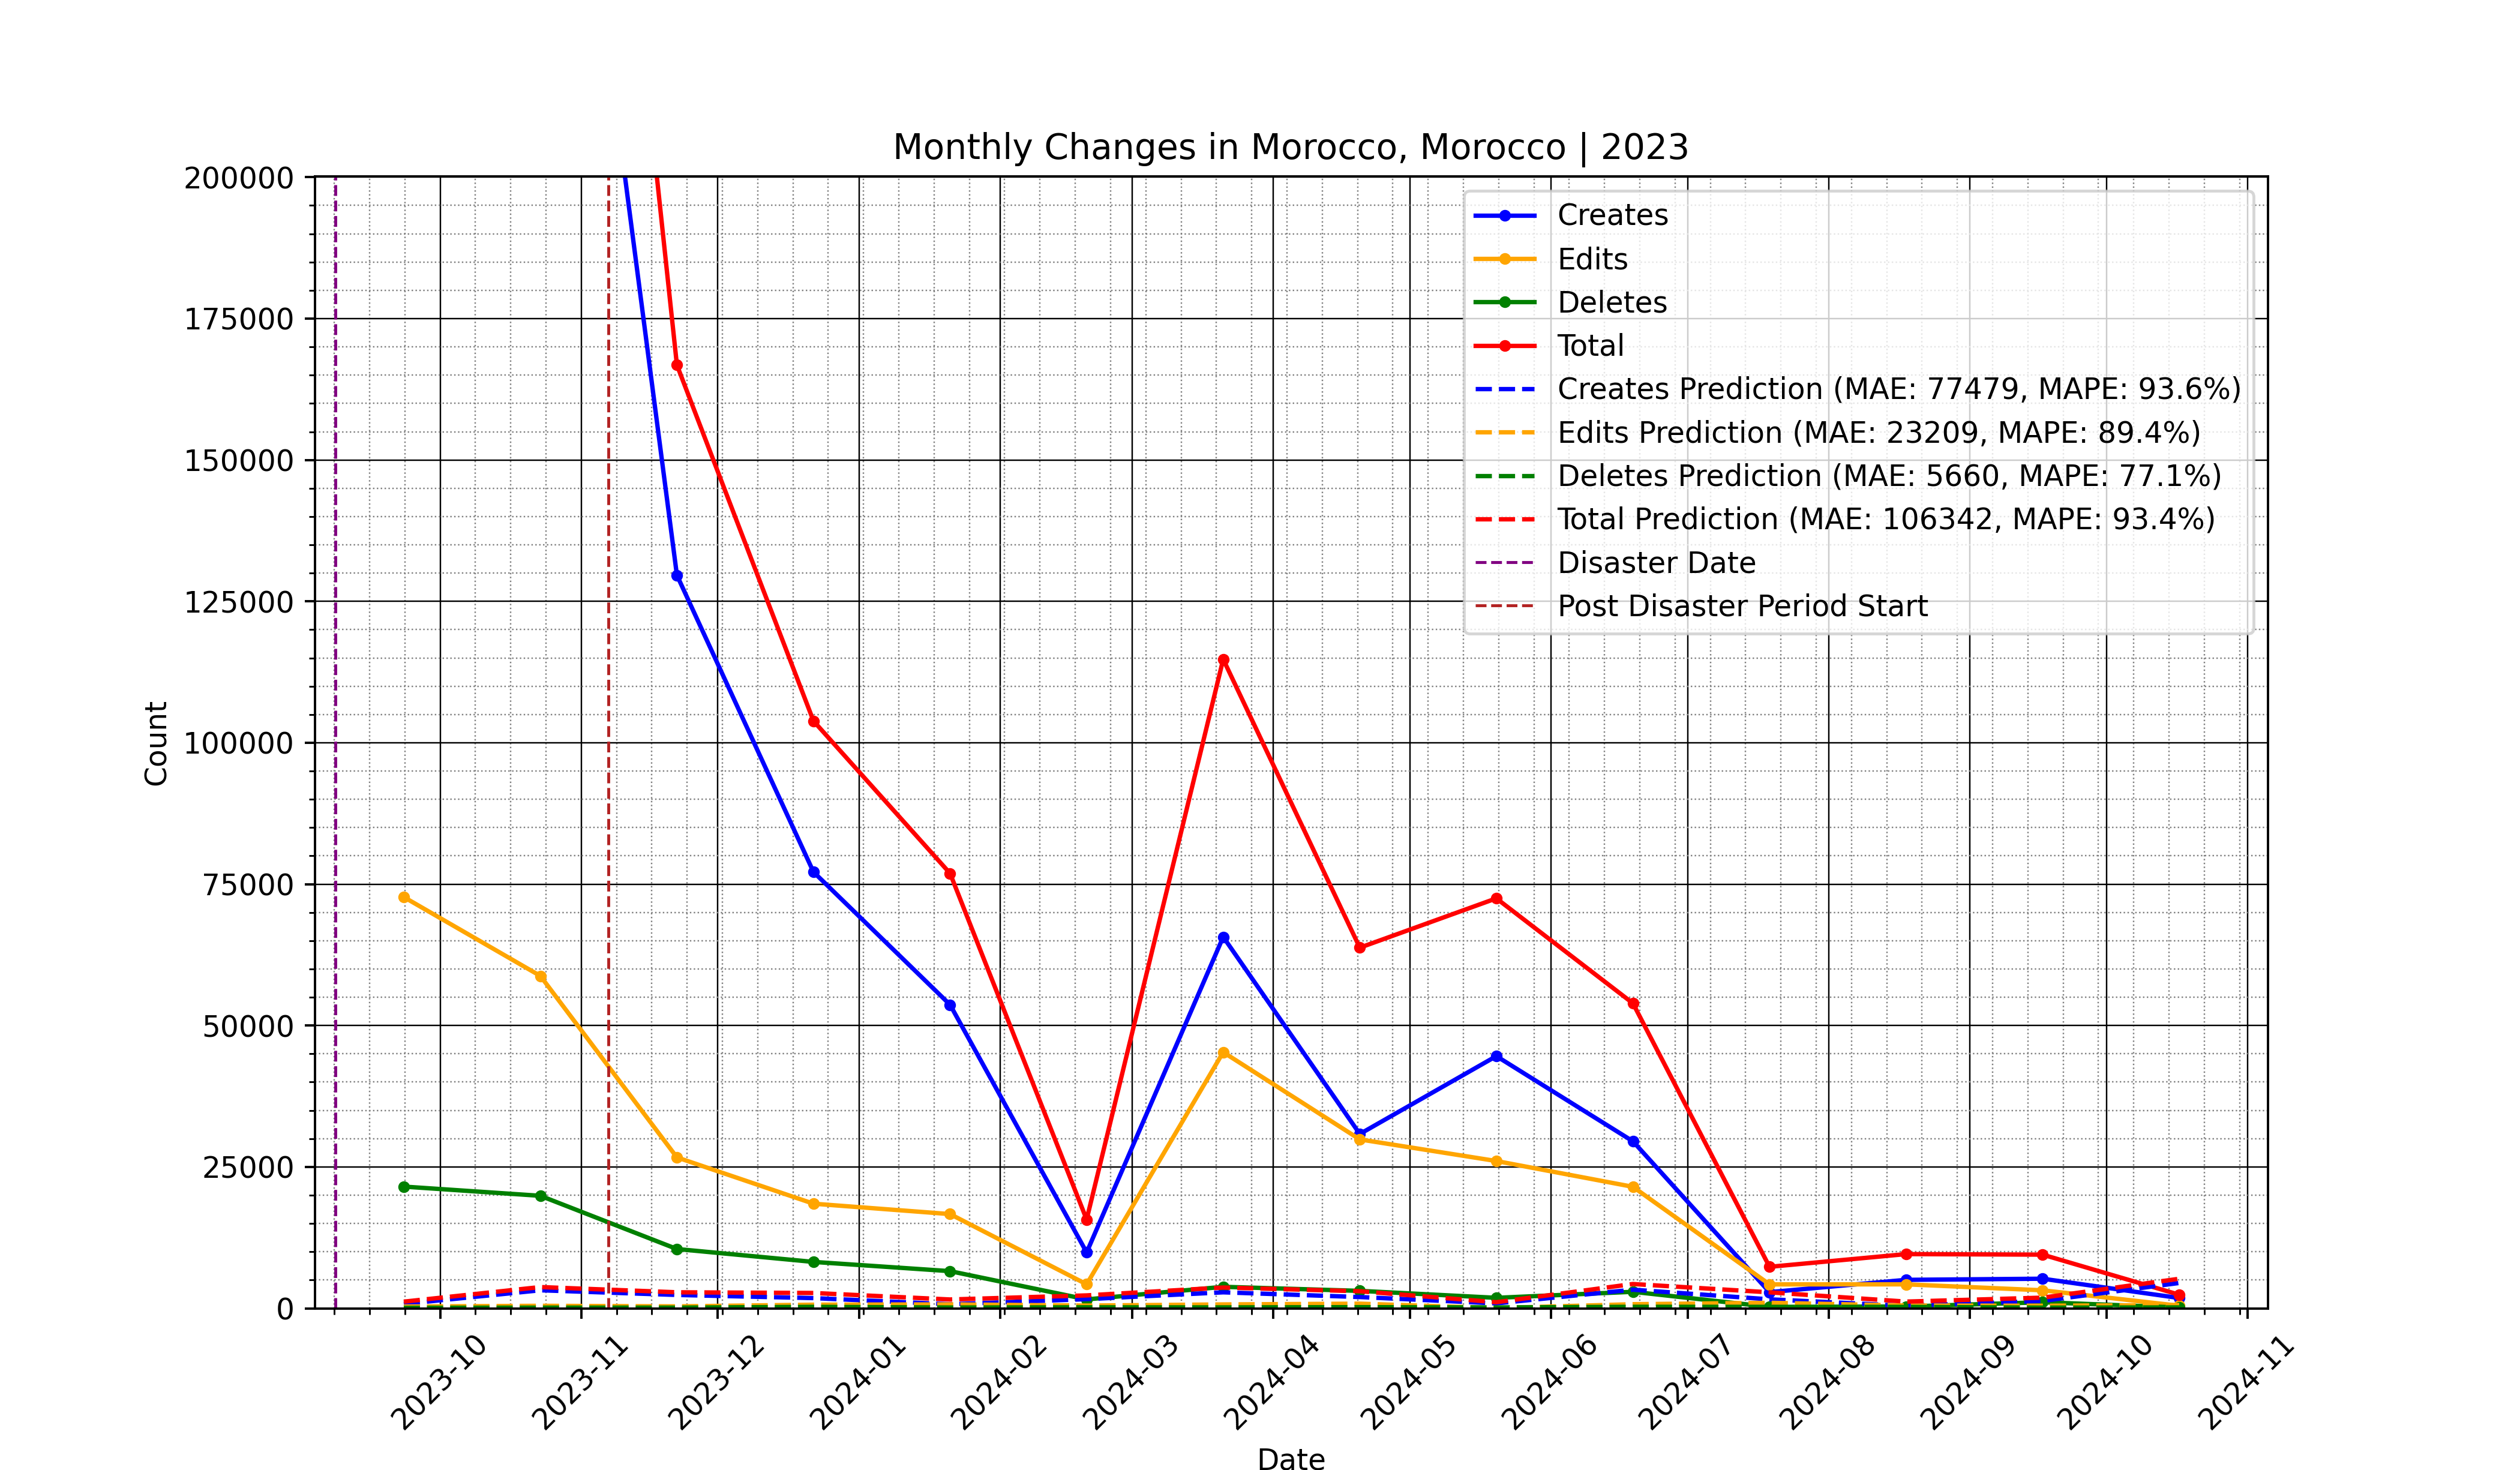 Monthly Changes in Morocco, Morocco | 2023
200000
175000
150000
125000
100000
75000
50000
25000
0
Count
Creates
Edits
Deletes
Total
Creates Prediction (MAE: 77479, MAPE: 93.6%)
Edits Prediction (MAE: 23209, MAPE: 89.4%)
Deletes Prediction (MAE: 5660, MAPE: 77.1%)
Total Prediction (MAE: 106342, MAPE: 93.4%)
Disaster Date
Post Disaster Period Start
2023-10
2023-11
2023-12
2024-01
2024-02
2024-03
2024-04
2024-05
2024-06
2024-07
2024-08
2024-09
2024-10
2024-11
Date